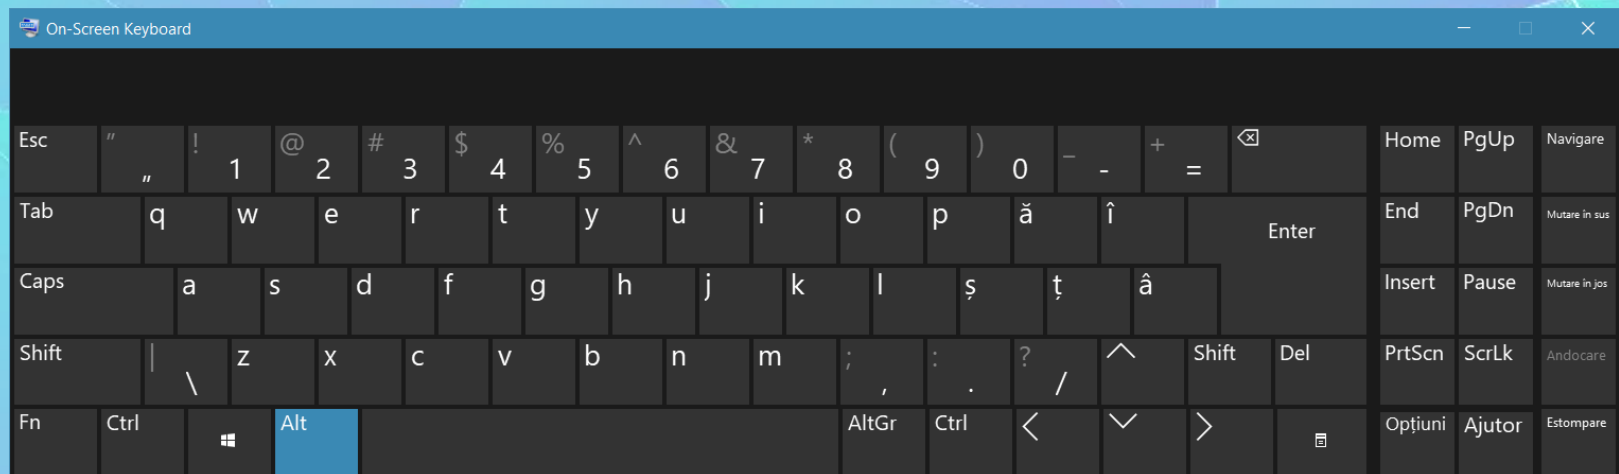 On-Screen Keyboard
Esc ” „ ! 1 @ 2 # 3 $ 4 % 5 ^ 6 & 7 * 8 ( 9 ) 0 _ - + = Home PgUp Navigare
Tab q w e r t y u i o p ă î Enter End PgDn Mutare în sus
Caps a s d f g h j k l ș ț â Insert Pause Mutare în jos
Shift | \ z x c v b n m ; , : . ? / Shift Del PrtScn ScrLk Andocare
Fn Ctrl Alt AltGr Ctrl Opțiuni Ajutor Estompare